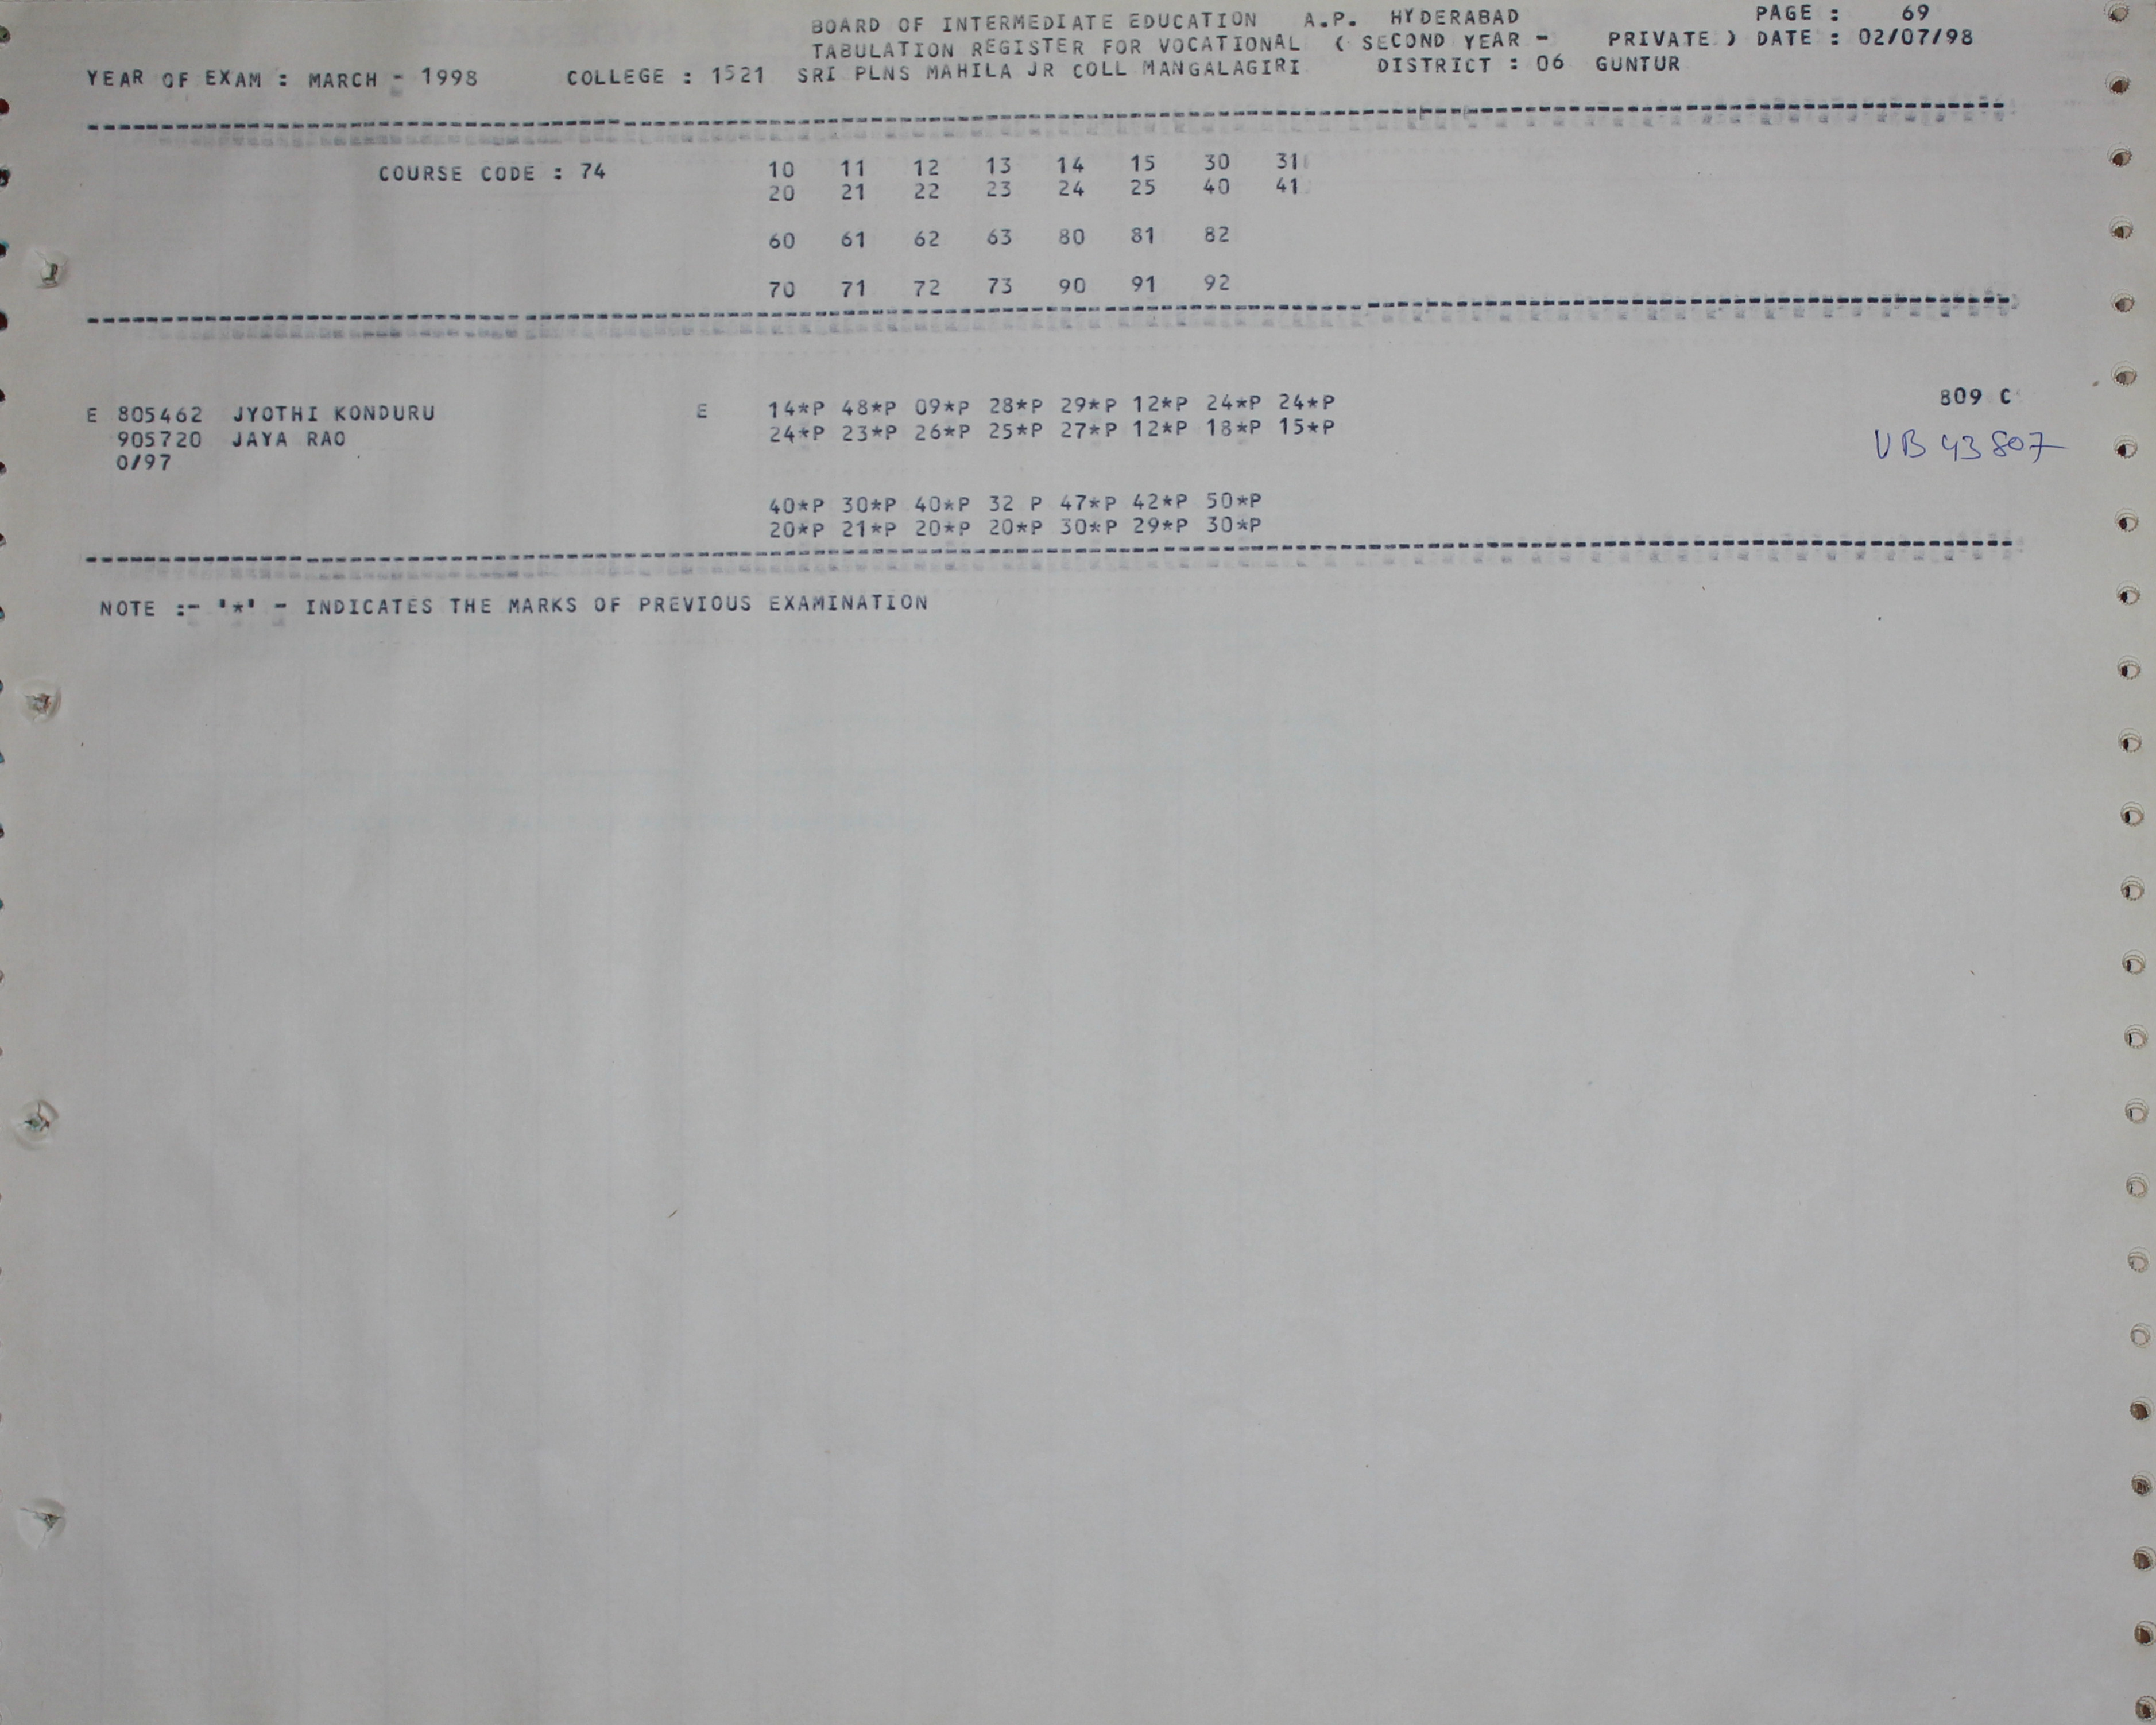 BOARD OF INTERMEDIATE EDUCATION A.P. HYDERABAD PAGE : 69
TABULATION REGISTER FOR VOCATIONAL ( SECOND YEAR - PRIVATE ) DATE : 02/07/98
YEAR OF EXAM : MARCH - 1998 COLLEGE : 1521 SRI PLNS MAHILA JR COLL MANGALAGIRI DISTRICT : 06 GUNTUR
COURSE CODE : 74 10 11 12 13 14 15 30 31
20 21 22 23 24 25 40 41
60 61 62 63 80 81 82
70 71 72 73 90 91 92
E 805462 JYOTHI KONDURU E 14*P 48*P 09*P 28*P 29*P 12*P 24*P 24*P 809 C
905720 JAYA RAO 24*P 23*P 26*P 25*P 27*P 12*P 18*P 15*P VB 43807
0/97
40*P 30*P 40*P 32 P 47*P 42*P 50*P
20*P 21*P 20*P 20*P 30*P 29*P 30*P
NOTE :- '*' - INDICATES THE MARKS OF PREVIOUS EXAMINATION